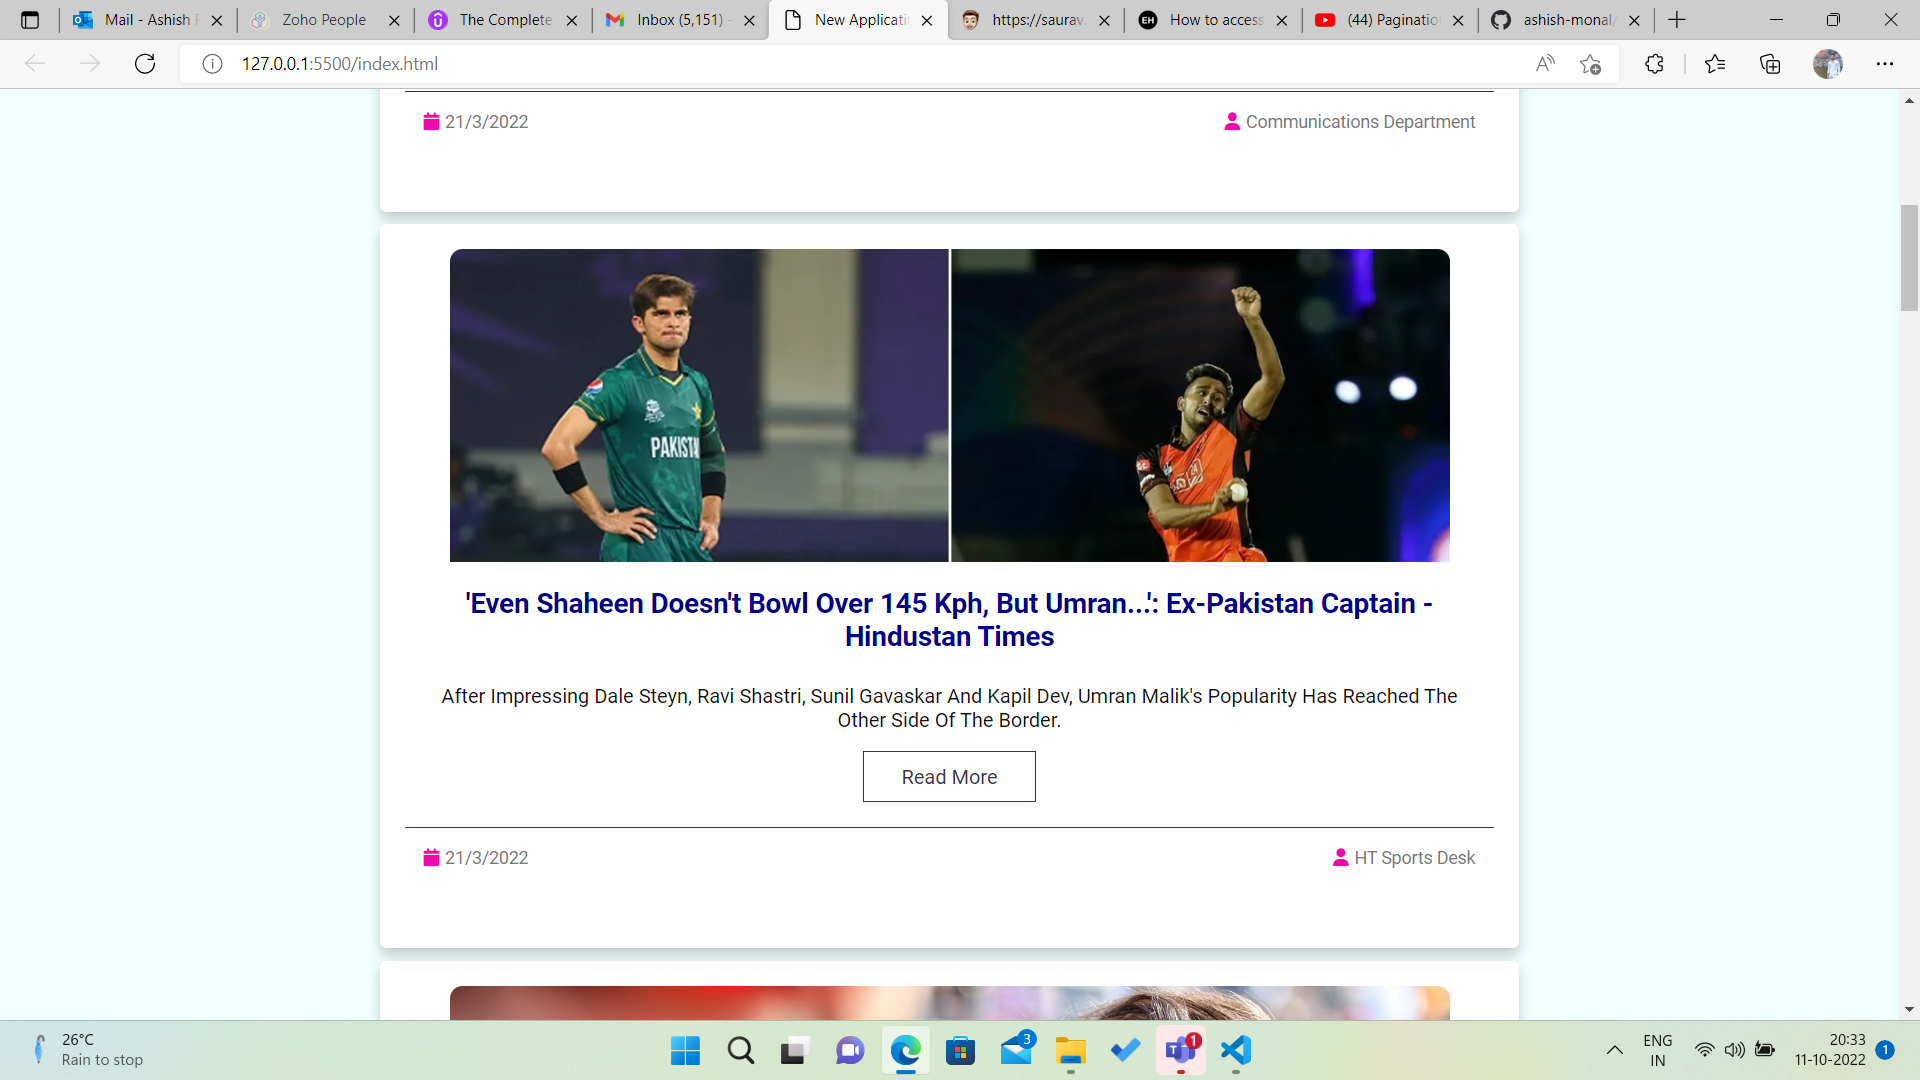 Mail - Ashish
Zoho People
The Complete
Inbox (5,151) -
New Applicati
https://saurav.
How to access
(44) Pagination
ashish-monal/
127.0.0.1:5500/index.html
21/3/2022
Communications Department
PAKISTA
'Even Shaheen Doesn't Bowl Over 145 Kph, But Umran...': Ex-Pakistan Captain -
Hindustan Times
After Impressing Dale Steyn, Ravi Shastri, Sunil Gavaskar And Kapil Dev, Umran Malik's Popularity Has Reached The
Other Side Of The Border.
Read More
21/3/2022
HT Sports Desk
26°C
Rain to stop
3
1
ENG
IN
20:33
11-10-2022
1